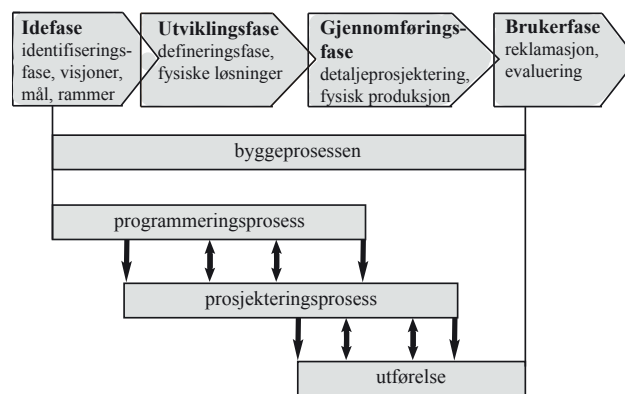 Idefase
identifiserings-
fase, visjoner,
mål, rammer
Utviklingsfase
defineringsfase,
fysiske løsninger
Gjennomførings-
fase
detaljeprosjektering,
fysisk produksjon
Brukerfase
reklamasjon,
evaluering
byggeprosessen
programmeringsprosess
prosjekteringsprosess
utførelse